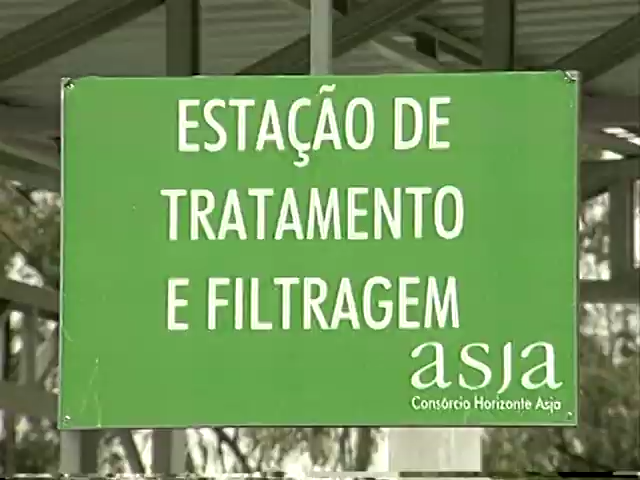 ESTAÇÃO DE
TRATAMENTO
E FILTRAGEM
asja
Consórcio Horizonte Asja